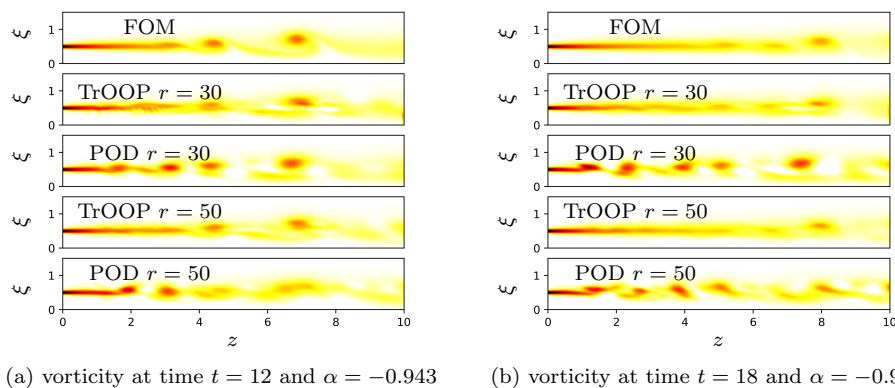 FOM
ξ
1
0
TrOOP r = 30
ξ
1
0
POD r = 30
ξ
1
0
TrOOP r = 50
ξ
1
0
POD r = 50
ξ
1
0
0 2 4 6 8 10
z
(a) vorticity at time t = 12 and α = −0.943
FOM
ξ
1
0
TrOOP r = 30
ξ
1
0
POD r = 30
ξ
1
0
TrOOP r = 50
ξ
1
0
POD r = 50
ξ
1
0
0 2 4 6 8 10
z
(b) vorticity at time t = 18 and α =